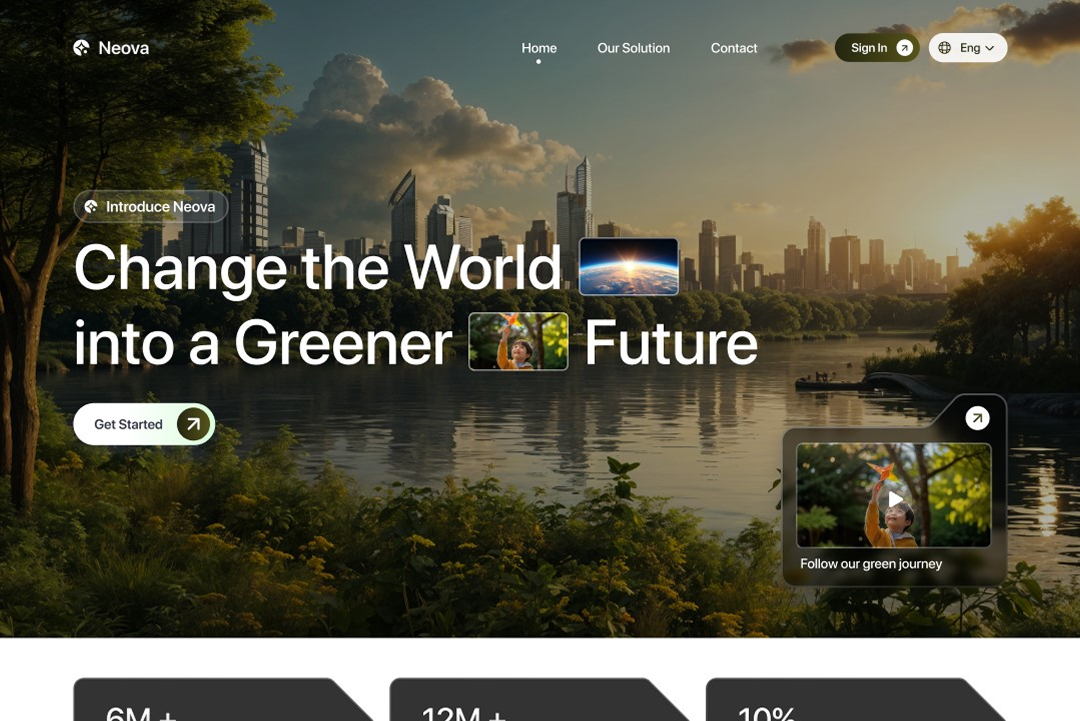 Neova
Home
Our Solution
Contact
Sign In
Eng
Introduce Neova
Change the World
into a Greener Future
Get Started
Follow our green journey
6M +
12M +
10%